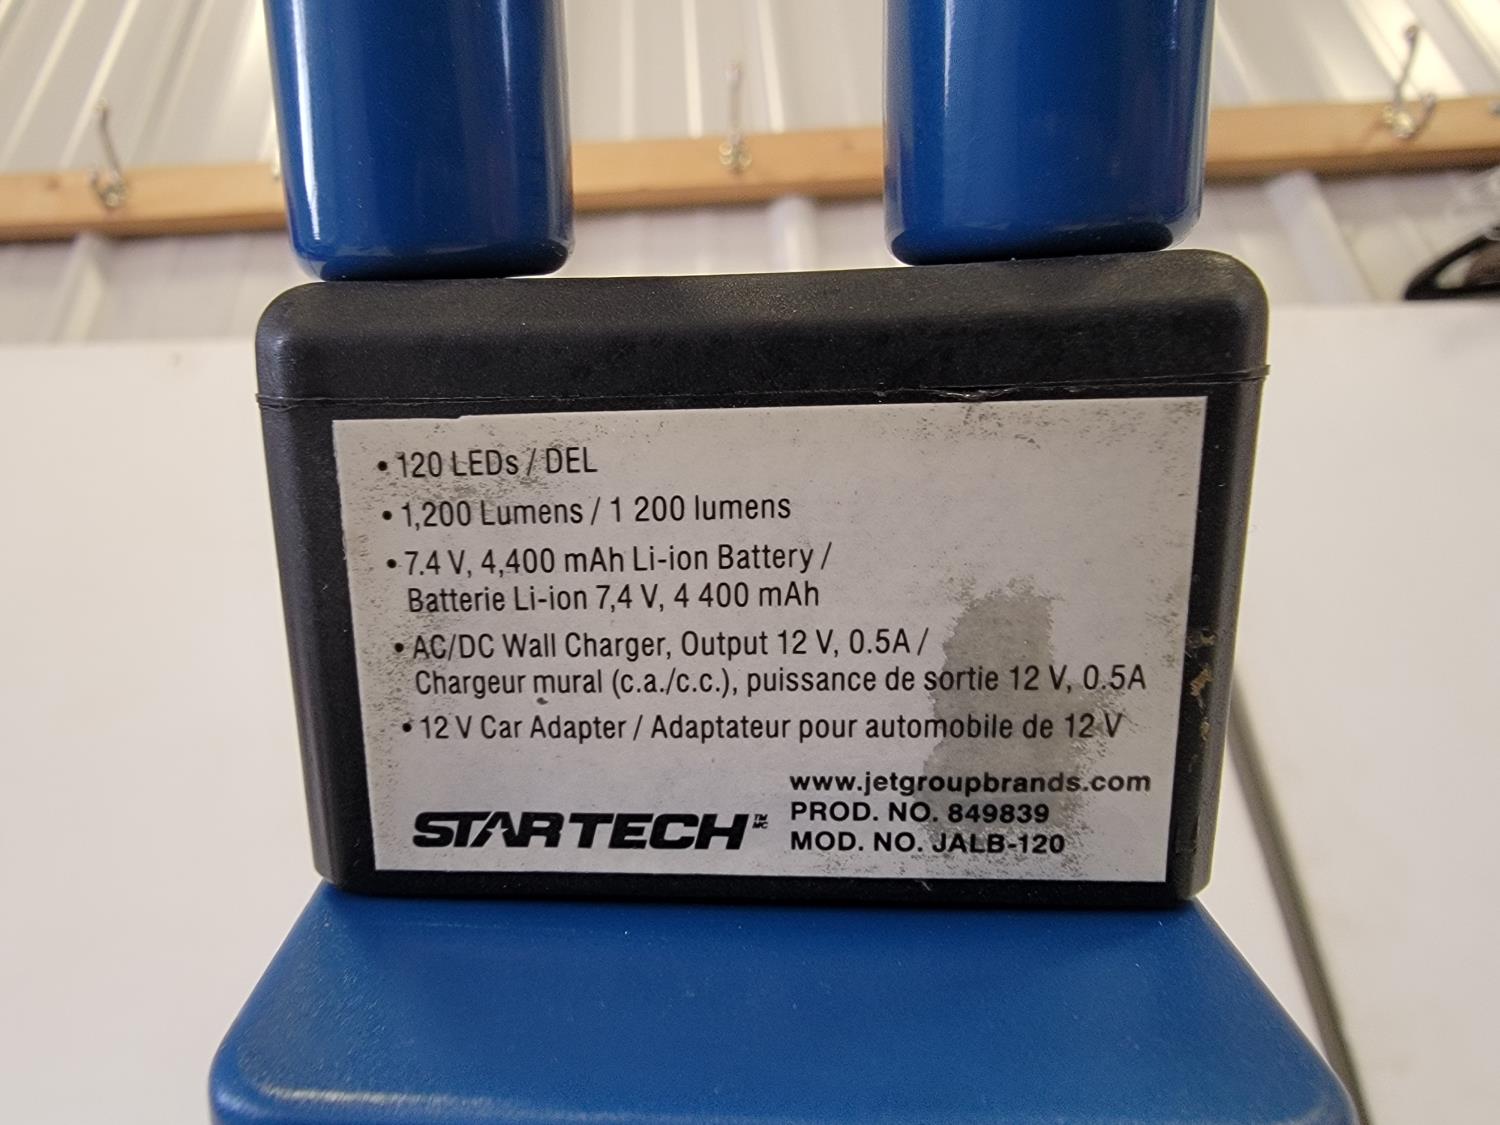 • 120 LEDs / DEL
• 1,200 Lumens / 1 200 lumens
• 7.4 V, 4,400 mAh Li-ion Battery /
Batterie Li-ion 7,4 V, 4 400 mAh
• AC/DC Wall Charger, Output 12 V, 0.5A /
Chargeur mural (c.a./c.c.), puissance de sortie 12 V, 0.5A
• 12 V Car Adapter / Adaptateur pour automobile de 12 V
www.jetgroupbrands.com
STARTECH TM MC
PROD. NO. 849839
MOD. NO. JALB-120